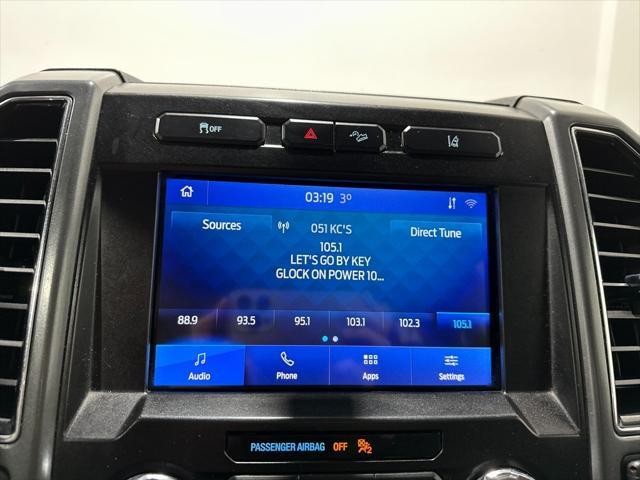 OFF
03:19 3°
Sources
051 KC'S
Direct Tune
105.1
LET'S GO BY KEY
GLOCK ON POWER 10...
88.9 93.5 95.1 103.1 102.3 105.1
Audio Phone Apps Settings
PASSENGER AIRBAG OFF 2